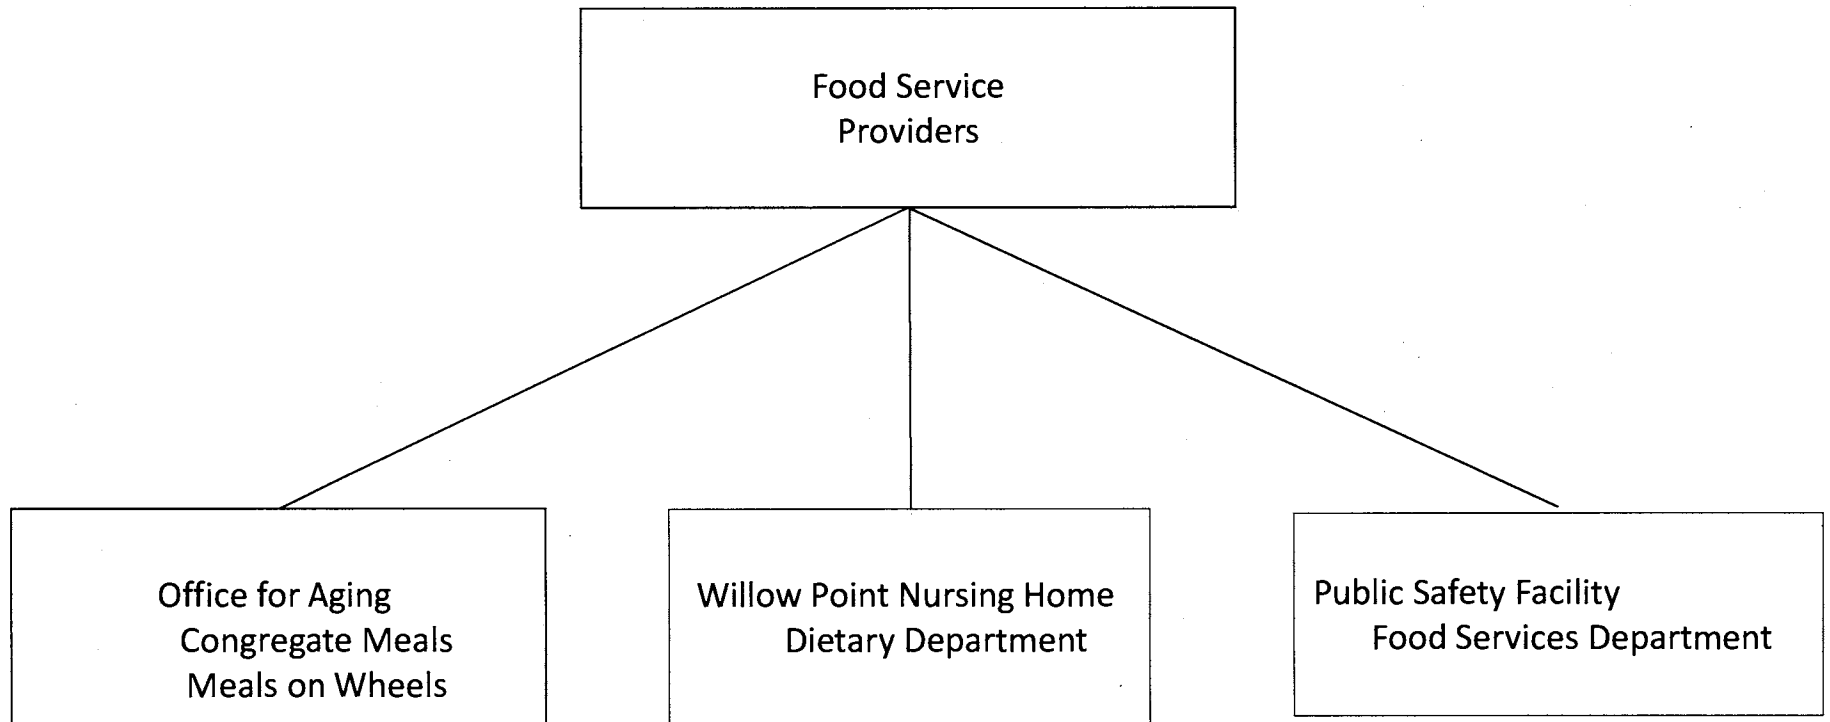 Food Service
Providers
Office for Aging
Congregate Meals
Meals on Wheels
Willow Point Nursing Home
Dietary Department
Public Safety Facility
Food Services Department